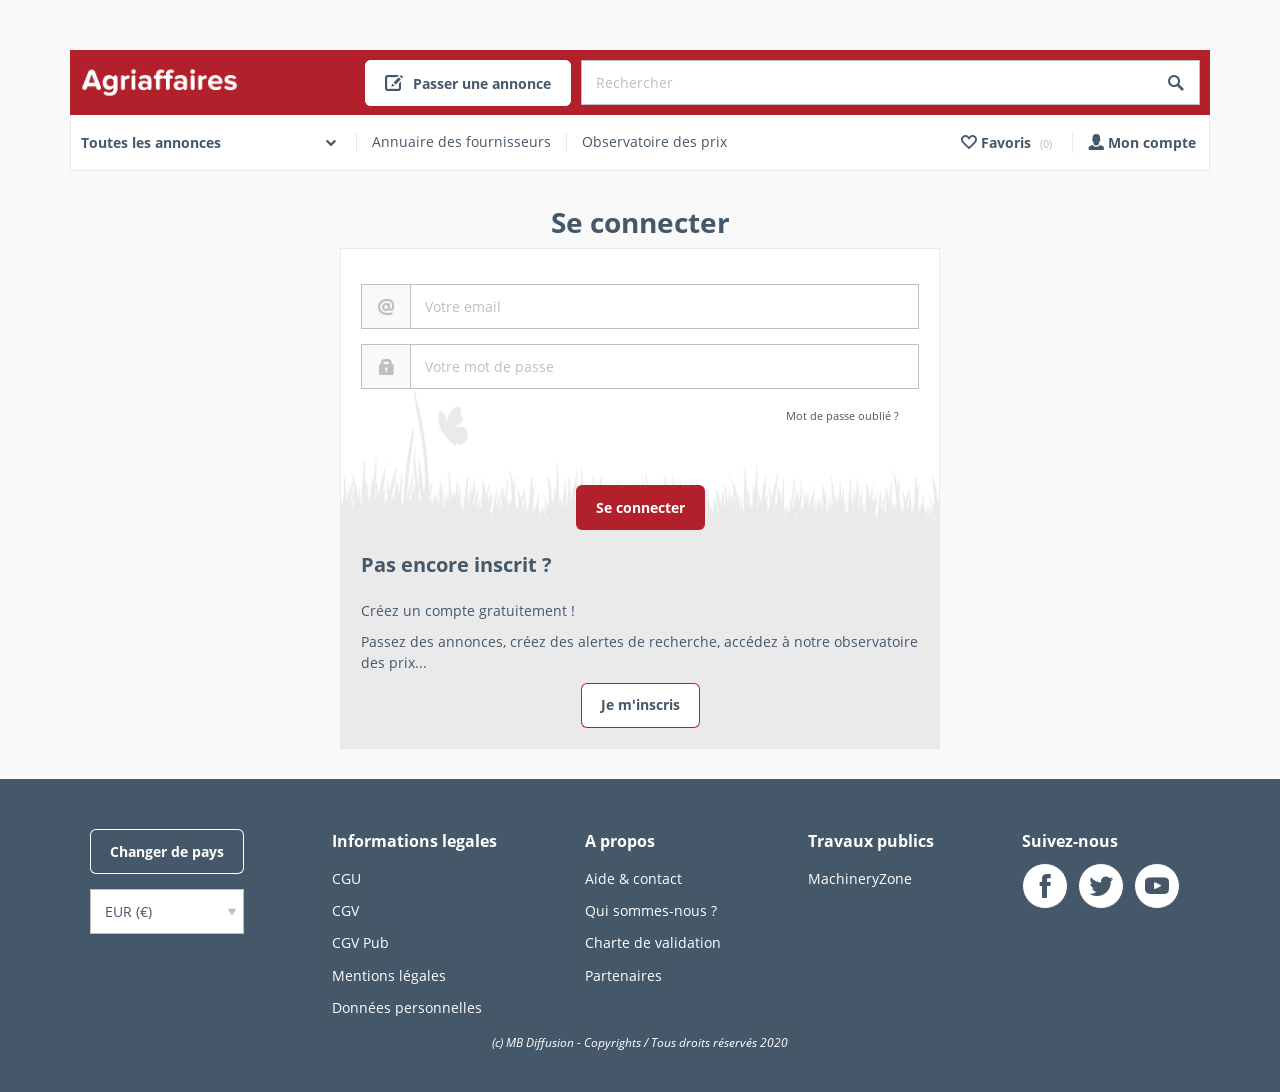 Agriaffaires
Passer une annonce
Rechercher
Toutes les annonces
Annuaire des fournisseurs
Observatoire des prix
Favoris (0)
Mon compte
Se connecter
@ Votre email
Votre mot de passe
Mot de passe oublié ?
Se connecter
Pas encore inscrit ?
Créez un compte gratuitement !
Passez des annonces, créez des alertes de recherche, accédez à notre observatoire
des prix...
Je m'inscris
Changer de pays
EUR (€)
Informations legales
CGU
CGV
CGV Pub
Mentions légales
Données personnelles
A propos
Aide & contact
Qui sommes-nous ?
Charte de validation
Partenaires
Travaux publics
MachineryZone
Suivez-nous
(c) MB Diffusion - Copyrights / Tous droits réservés 2020